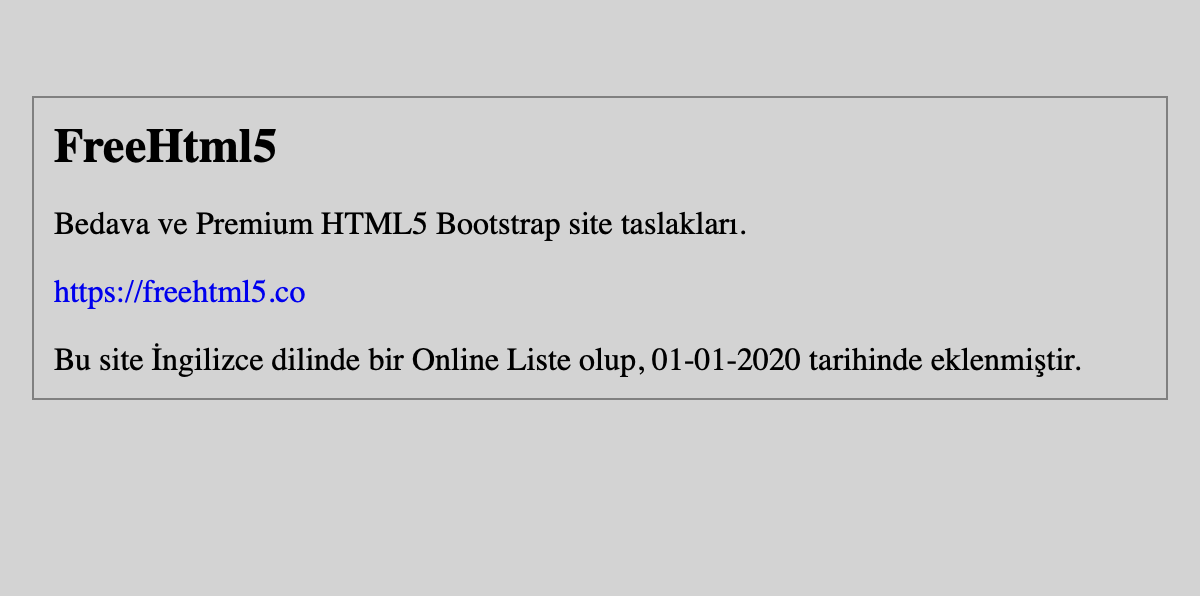 FreeHtml5
Bedava ve Premium HTML5 Bootstrap site taslakları.
https://freehtml5.co
Bu site İngilizce dilinde bir Online Liste olup, 01-01-2020 tarihinde eklenmiştir.